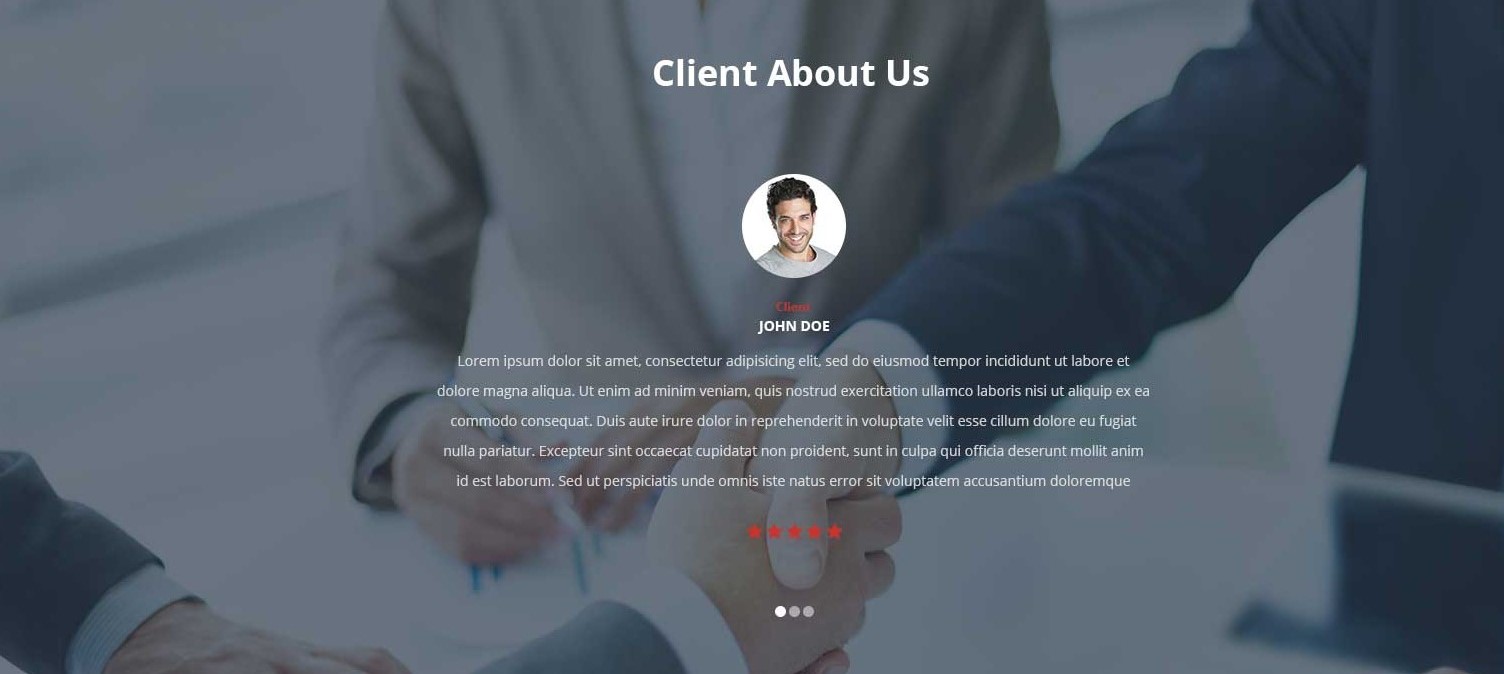 Client About Us
Client
JOHN DOE
Lorem ipsum dolor sit amet, consectetur adipisicing elit, sed do eiusmod tempor incididunt ut labore et
dolore magna aliqua. Ut enim ad minim veniam, quis nostrud exercitation ullamco laboris nisi ut aliquip ex ea
commodo consequat. Duis aute irure dolor in reprehenderit in voluptate velit esse cillum dolore eu fugiat
nulla pariatur. Excepteur sint occaecat cupidatat non proident, sunt in culpa qui officia deserunt mollit anim
id est laborum. Sed ut perspiciatis unde omnis iste natus error sit voluptatem accusantium doloremque